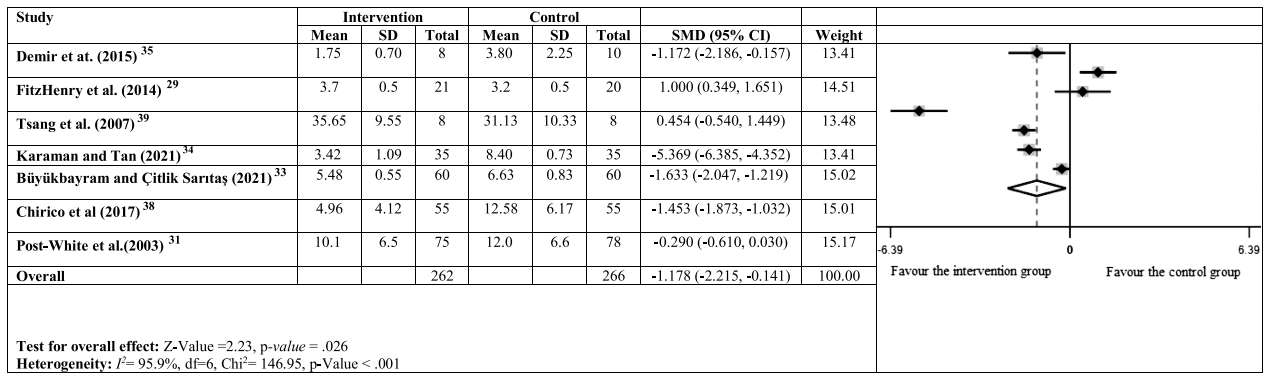 Study Intervention Control
Mean SD Total Mean SD Total SMD (95% CI) Weight
Demir et at. (2015) 35 1.75 0.70 8 3.80 2.25 10 -1.172 (-2.186, -0.157) 13.41
FitzHenry et al. (2014) 29 3.7 0.5 21 3.2 0.5 20 1.000 (0.349, 1.651) 14.51
Tsang et al. (2007) 39 35.65 9.55 8 31.13 10.33 8 0.454 (-0.540, 1.449) 13.48
Karaman and Tan (2021) 34 3.42 1.09 35 8.40 0.73 35 -5.369 (-6.385, -4.352) 13.41
Büyükbayram and Çitlik Sarıtaş (2021) 33 5.48 0.55 60 6.63 0.83 60 -1.633 (-2.047, -1.219) 15.02
Chirico et al (2017) 38 4.96 4.12 55 12.58 6.17 55 -1.453 (-1.873, -1.032) 15.01
Post-White et al.(2003) 31 10.1 6.5 75 12.0 6.6 78 -0.290 (-0.610, 0.030) 15.17
Overall 262 266 -1.178 (-2.215, -0.141) 100.00
-6.39 0 6.39
Favour the intervention group Favour the control group
Test for overall effect: Z-Value =2.23, p-value = .026
Heterogeneity: I²= 95.9%, df=6, Chi²= 146.95, p-Value < .001